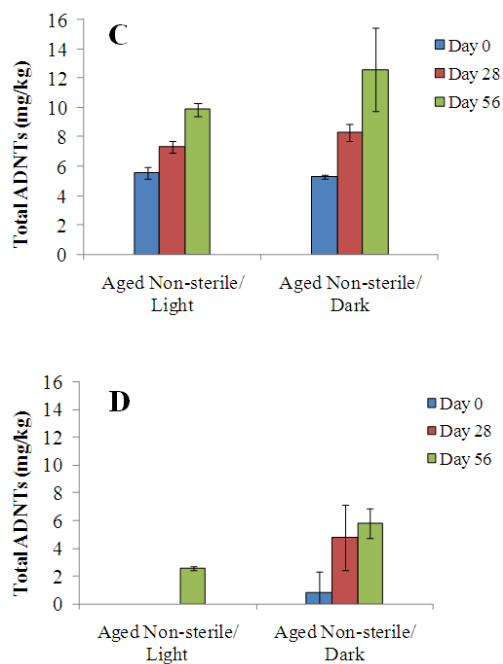 C
Total ADNTs (mg/kg)
16
14
12
10
8
6
4
2
0
Day 0
Day 28
Day 56
Aged Non-sterile/
Light
Aged Non-sterile/
Dark
D
Total ADNTs (mg/kg)
16
14
12
10
8
6
4
2
0
Day 0
Day 28
Day 56
Aged Non-sterile/
Light
Aged Non-sterile/
Dark